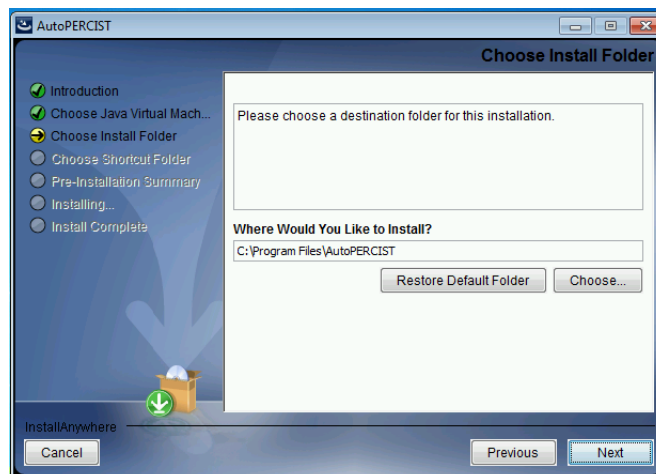 AutoPERCIST
Choose Install Folder
Introduction
Choose Java Virtual Mach...
Choose Install Folder
Choose Shortcut Folder
Pre-Installation Summary
Installing...
Install Complete
Please choose a destination folder for this installation.
Where Would You Like to Install?
C:\Program Files\AutoPERCIST
Restore Default Folder Choose...
InstallAnywhere
Cancel Previous Next